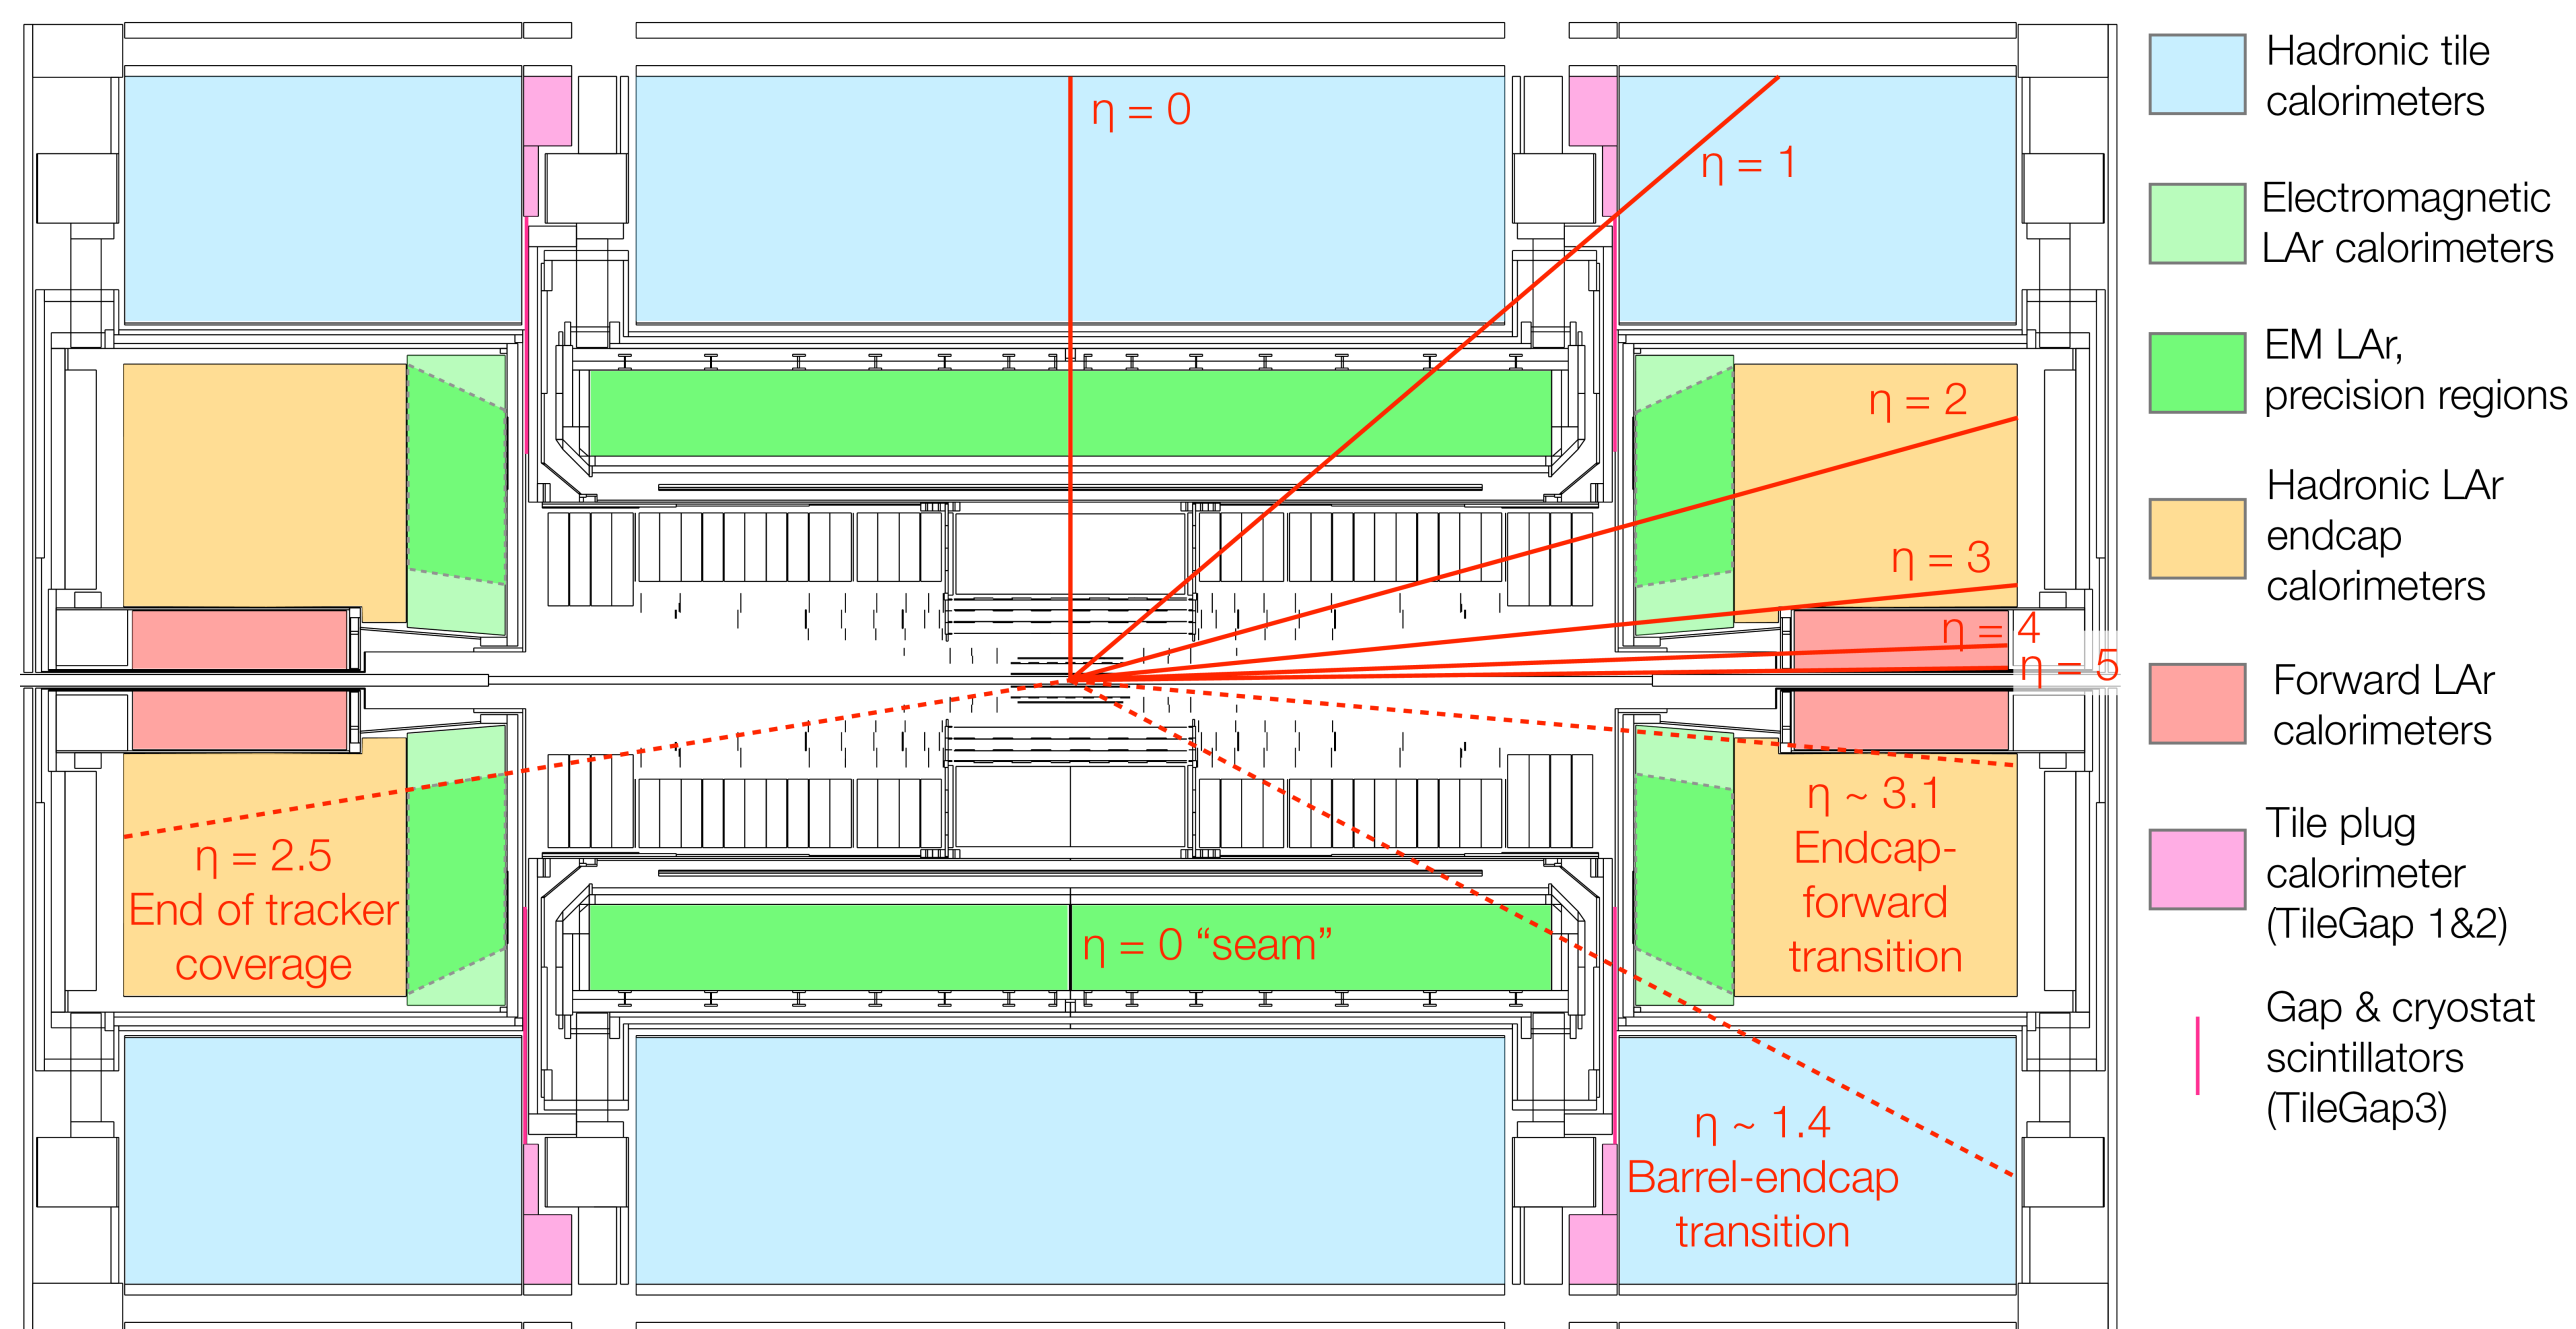 η = 0
η = 1
η = 2
η = 3
η = 4
η = 5
η = 2.5
End of tracker
coverage
η = 0 “seam”
η ~ 3.1
Endcap-
forward
transition
η ~ 1.4
Barrel-endcap
transition
Hadronic tile
calorimeters
Electromagnetic
LAr calorimeters
EM LAr,
precision regions
Hadronic LAr
endcap
calorimeters
Forward LAr
calorimeters
Tile plug
calorimeter
(TileGap 1&2)
Gap & cryostat
scintillators
(TileGap3)